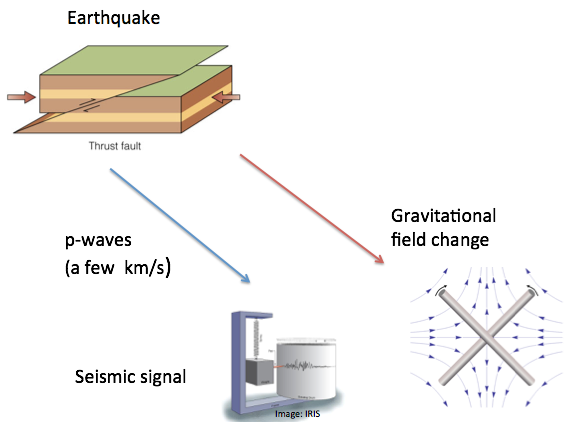 Earthquake
Thrust fault
p-waves
(a few km/s)
Gravitational
field change
Seismic signal
Image: IRIS